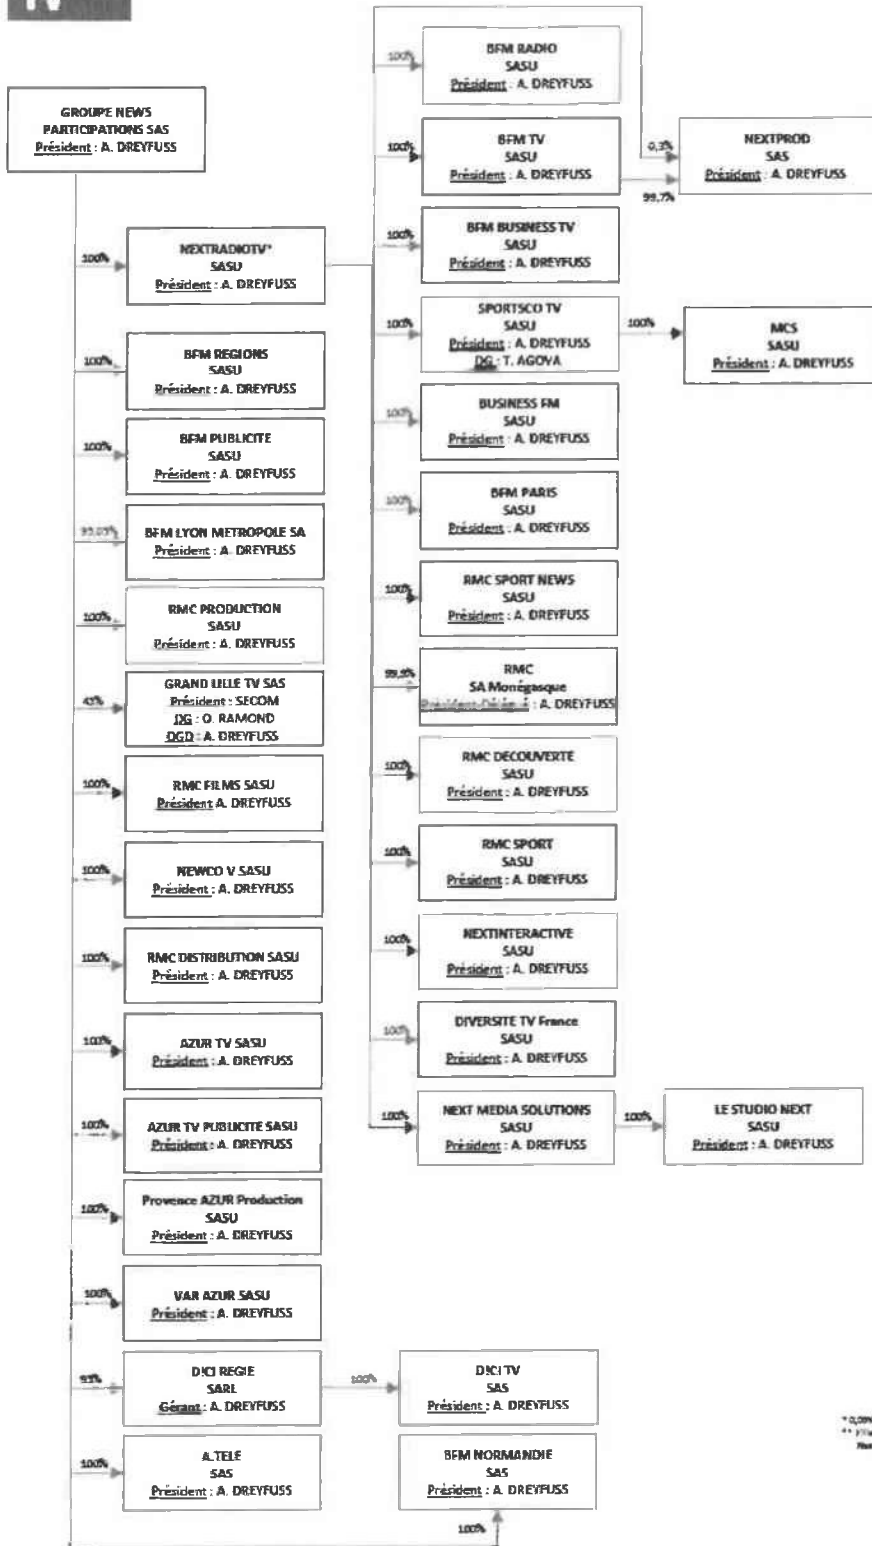 TV
GROUPE NEWS
PARTICIPATIONS SAS
Président : A. DREYFUSS
100%
NEXTRADIOTV*
SASU
Président : A. DREYFUSS
100%
BFM REGIONS
SASU
Président : A. DREYFUSS
100%
BFM PUBLICITE
SASU
Président : A. DREYFUSS
BFM LYON METROPOLE SA
Président : A. DREYFUSS
100%
RMC PRODUCTION
SASU
Président : A. DREYFUSS
GRAND LILLE TV SAS
Président : SECOM
DG : O. RAMOND
DGD : A. DREYFUSS
100%
RMC FILMS SASU
Président A. DREYFUSS
100%
NEWCO V SASU
Président : A. DREYFUSS
100%
RMC DISTRIBUTION SASU
Président : A. DREYFUSS
100%
AZUR TV SASU
Président : A. DREYFUSS
100%
AZUR TV PUBLICITE SASU
Président : A. DREYFUSS
100%
Provence AZUR Production
SASU
Président : A. DREYFUSS
100%
VAR AZUR SASU
Président : A. DREYFUSS
DICI REGIE
SARL
Gérant : A. DREYFUSS
100%
DICI TV
SAS
Président : A. DREYFUSS
100%
A.TELE
SAS
Président : A. DREYFUSS
BFM NORMANDIE
SAS
Président : A. DREYFUSS
100%
100%
BFM RADIO
SASU
Président : A. DREYFUSS
100%
BFM TV
SASU
Président : A. DREYFUSS
0,3%
99,7%
NEXTPROD
SAS
Président : A. DREYFUSS
100%
BFM BUSINESS TV
SASU
Président : A. DREYFUSS
100%
SPORTSCO TV
SASU
Président : A. DREYFUSS
DG : T. AGOYA
100%
MCS
SASU
Président : A. DREYFUSS
100%
BUSINESS FM
SASU
Président : A. DREYFUSS
100%
BFM PARIS
SASU
Président : A. DREYFUSS
100%
RMC SPORT NEWS
SASU
Président : A. DREYFUSS
99,9%
RMC
SA Monégasque
Président-Délégué : A. DREYFUSS
100%
RMC DECOUVERTE
SASU
Président : A. DREYFUSS
100%
RMC SPORT
SASU
Président : A. DREYFUSS
100%
NEXTINTERACTIVE
SASU
Président : A. DREYFUSS
100%
DIVERSITE TV France
SASU
Président : A. DREYFUSS
100%
NEXT MEDIA SOLUTIONS
SASU
Président : A. DREYFUSS
100%
LE STUDIO NEXT
SASU
Président : A. DREYFUSS